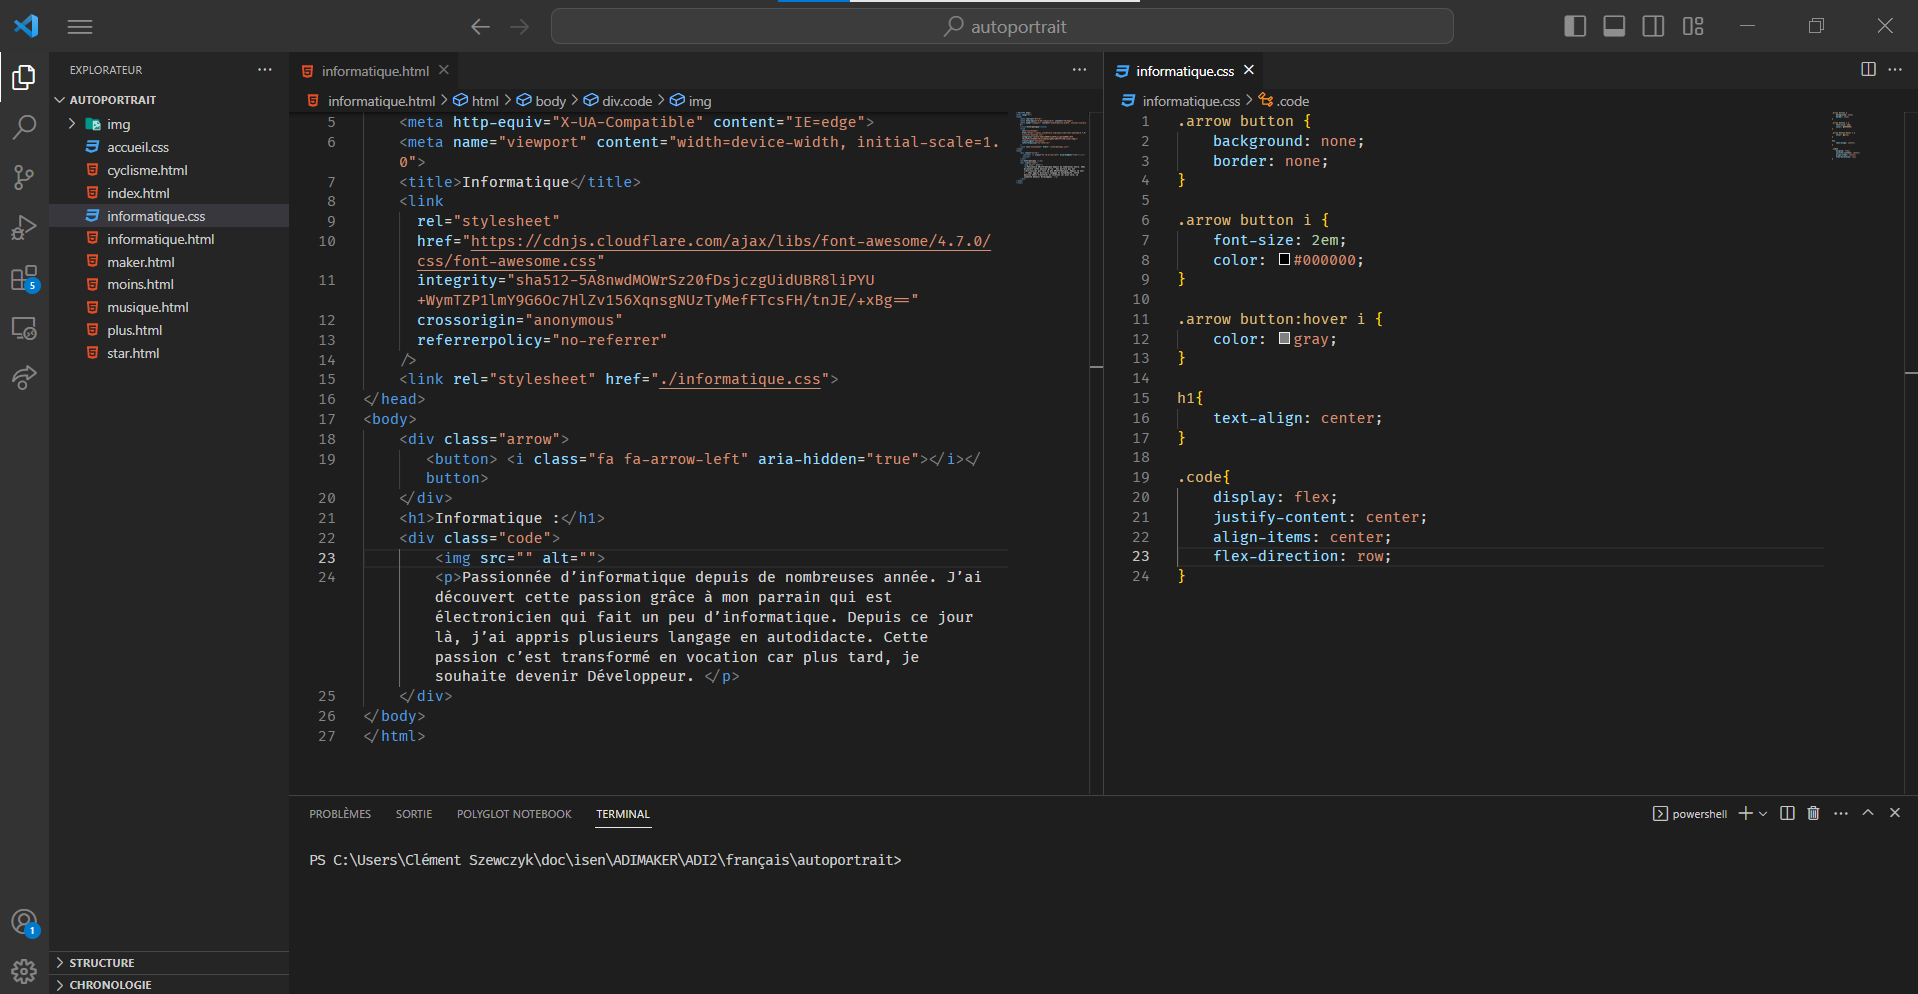 autoportrait
EXPLORATEUR
AUTOPORTRAIT
img
accueil.css
cyclisme.html
index.html
informatique.css
informatique.html
maker.html
moins.html
musique.html
plus.html
star.html
5
1
STRUCTURE
CHRONOLOGIE
informatique.html
informatique.html > html > body > div.code > img
5 <meta http-equiv="X-UA-Compatible" content="IE=edge">
6 <meta name="viewport" content="width=device-width, initial-scale=1.
0">
7 <title>Informatique</title>
8 <link
9 rel="stylesheet"
10 href="https://cdnjs.cloudflare.com/ajax/libs/font-awesome/4.7.0/
css/font-awesome.css"
11 integrity="sha512-5A8nwdMOWrSz20fDsjczgUidUBR8liPYU
+WymTZP1lmY9G6Oc7HlZv156XqnsgNUzTyMefFTcsFH/tnJE/+xBg=="
12 crossorigin="anonymous"
13 referrerpolicy="no-referrer"
14 />
15 <link rel="stylesheet" href="./informatique.css">
16 </head>
17 <body>
18 <div class="arrow">
19 <button> <i class="fa fa-arrow-left" aria-hidden="true"></i></
button>
20 </div>
21 <h1>Informatique :</h1>
22 <div class="code">
23 <img src="" alt="">
24 <p>Passionnée d'informatique depuis de nombreuses année. J'ai
découvert cette passion grâce à mon parrain qui est
électronicien qui fait un peu d'informatique. Depuis ce jour
là, j'ai appris plusieurs langage en autodidacte. Cette
passion c'est transformé en vocation car plus tard, je
souhaite devenir Développeur. </p>
25 </div>
26 </body>
27 </html>
informatique.css
informatique.css > .code
1 .arrow button {
2 background: none;
3 border: none;
4 }
5
6 .arrow button i {
7 font-size: 2em;
8 color: #000000;
9 }
10
11 .arrow button:hover i {
12 color: gray;
13 }
14
15 h1{
16 text-align: center;
17 }
18
19 .code{
20 display: flex;
21 justify-content: center;
22 align-items: center;
23 flex-direction: row;
24 }
PROBLÈMES SORTIE POLYGLOT NOTEBOOK TERMINAL
powershell
PS C:\Users\Clément Szewczyk\doc\isen\ADIMAKER\ADI2\français\autoportrait>